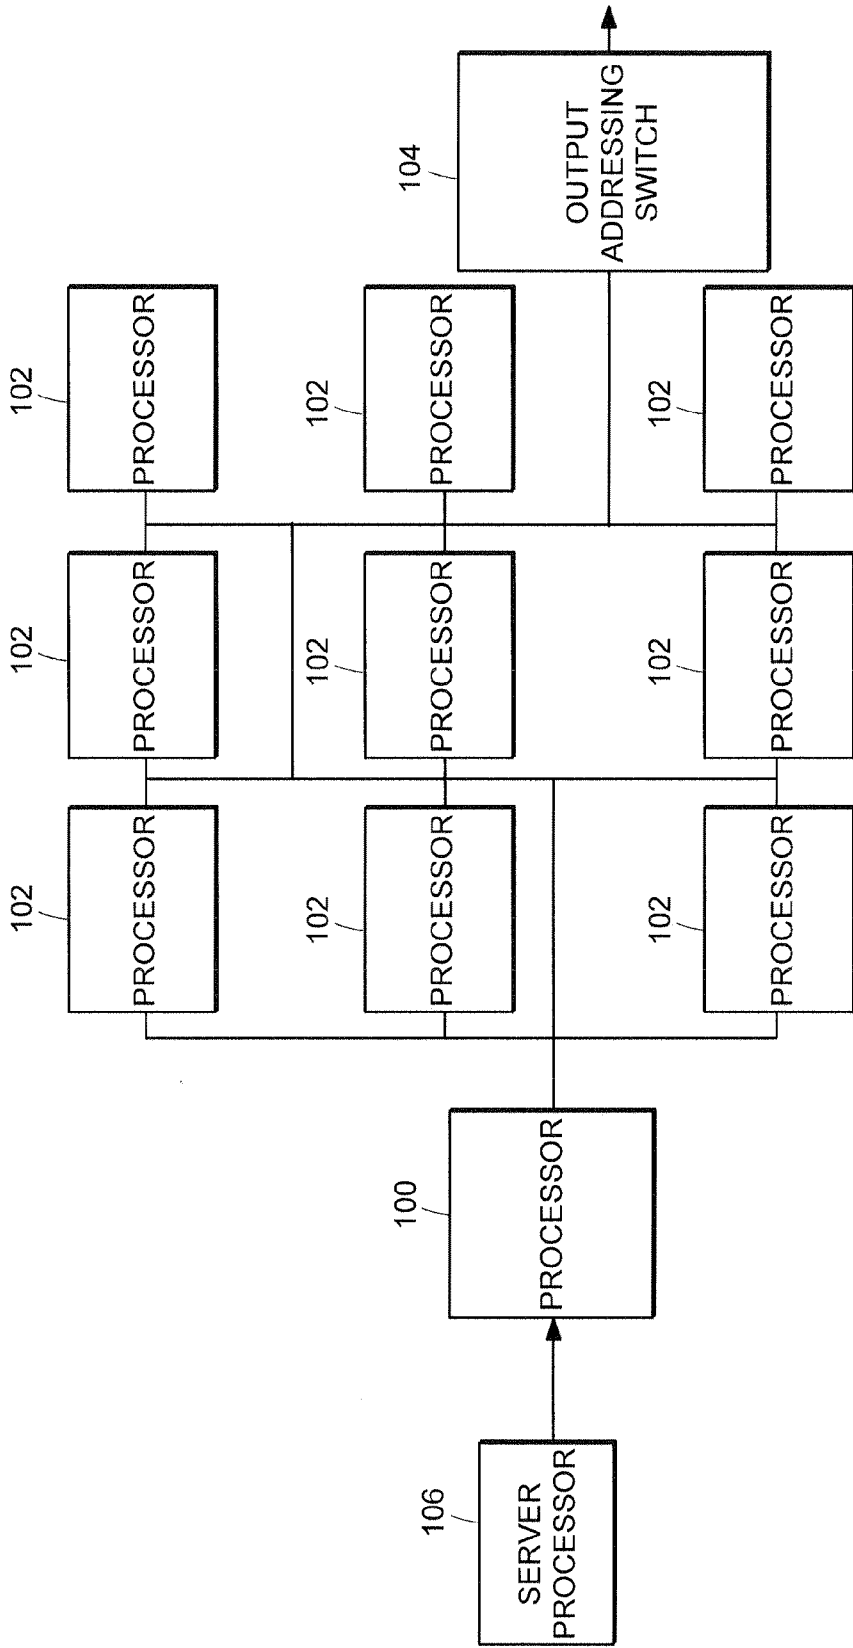 102
102
102
PROCESSOR
PROCESSOR
PROCESSOR
102
102
102
PROCESSOR
PROCESSOR
PROCESSOR
106
SERVER
PROCESSOR
100
PROCESSOR
104
OUTPUT
ADDRESSING
SWITCH
102
102
102
PROCESSOR
PROCESSOR
PROCESSOR